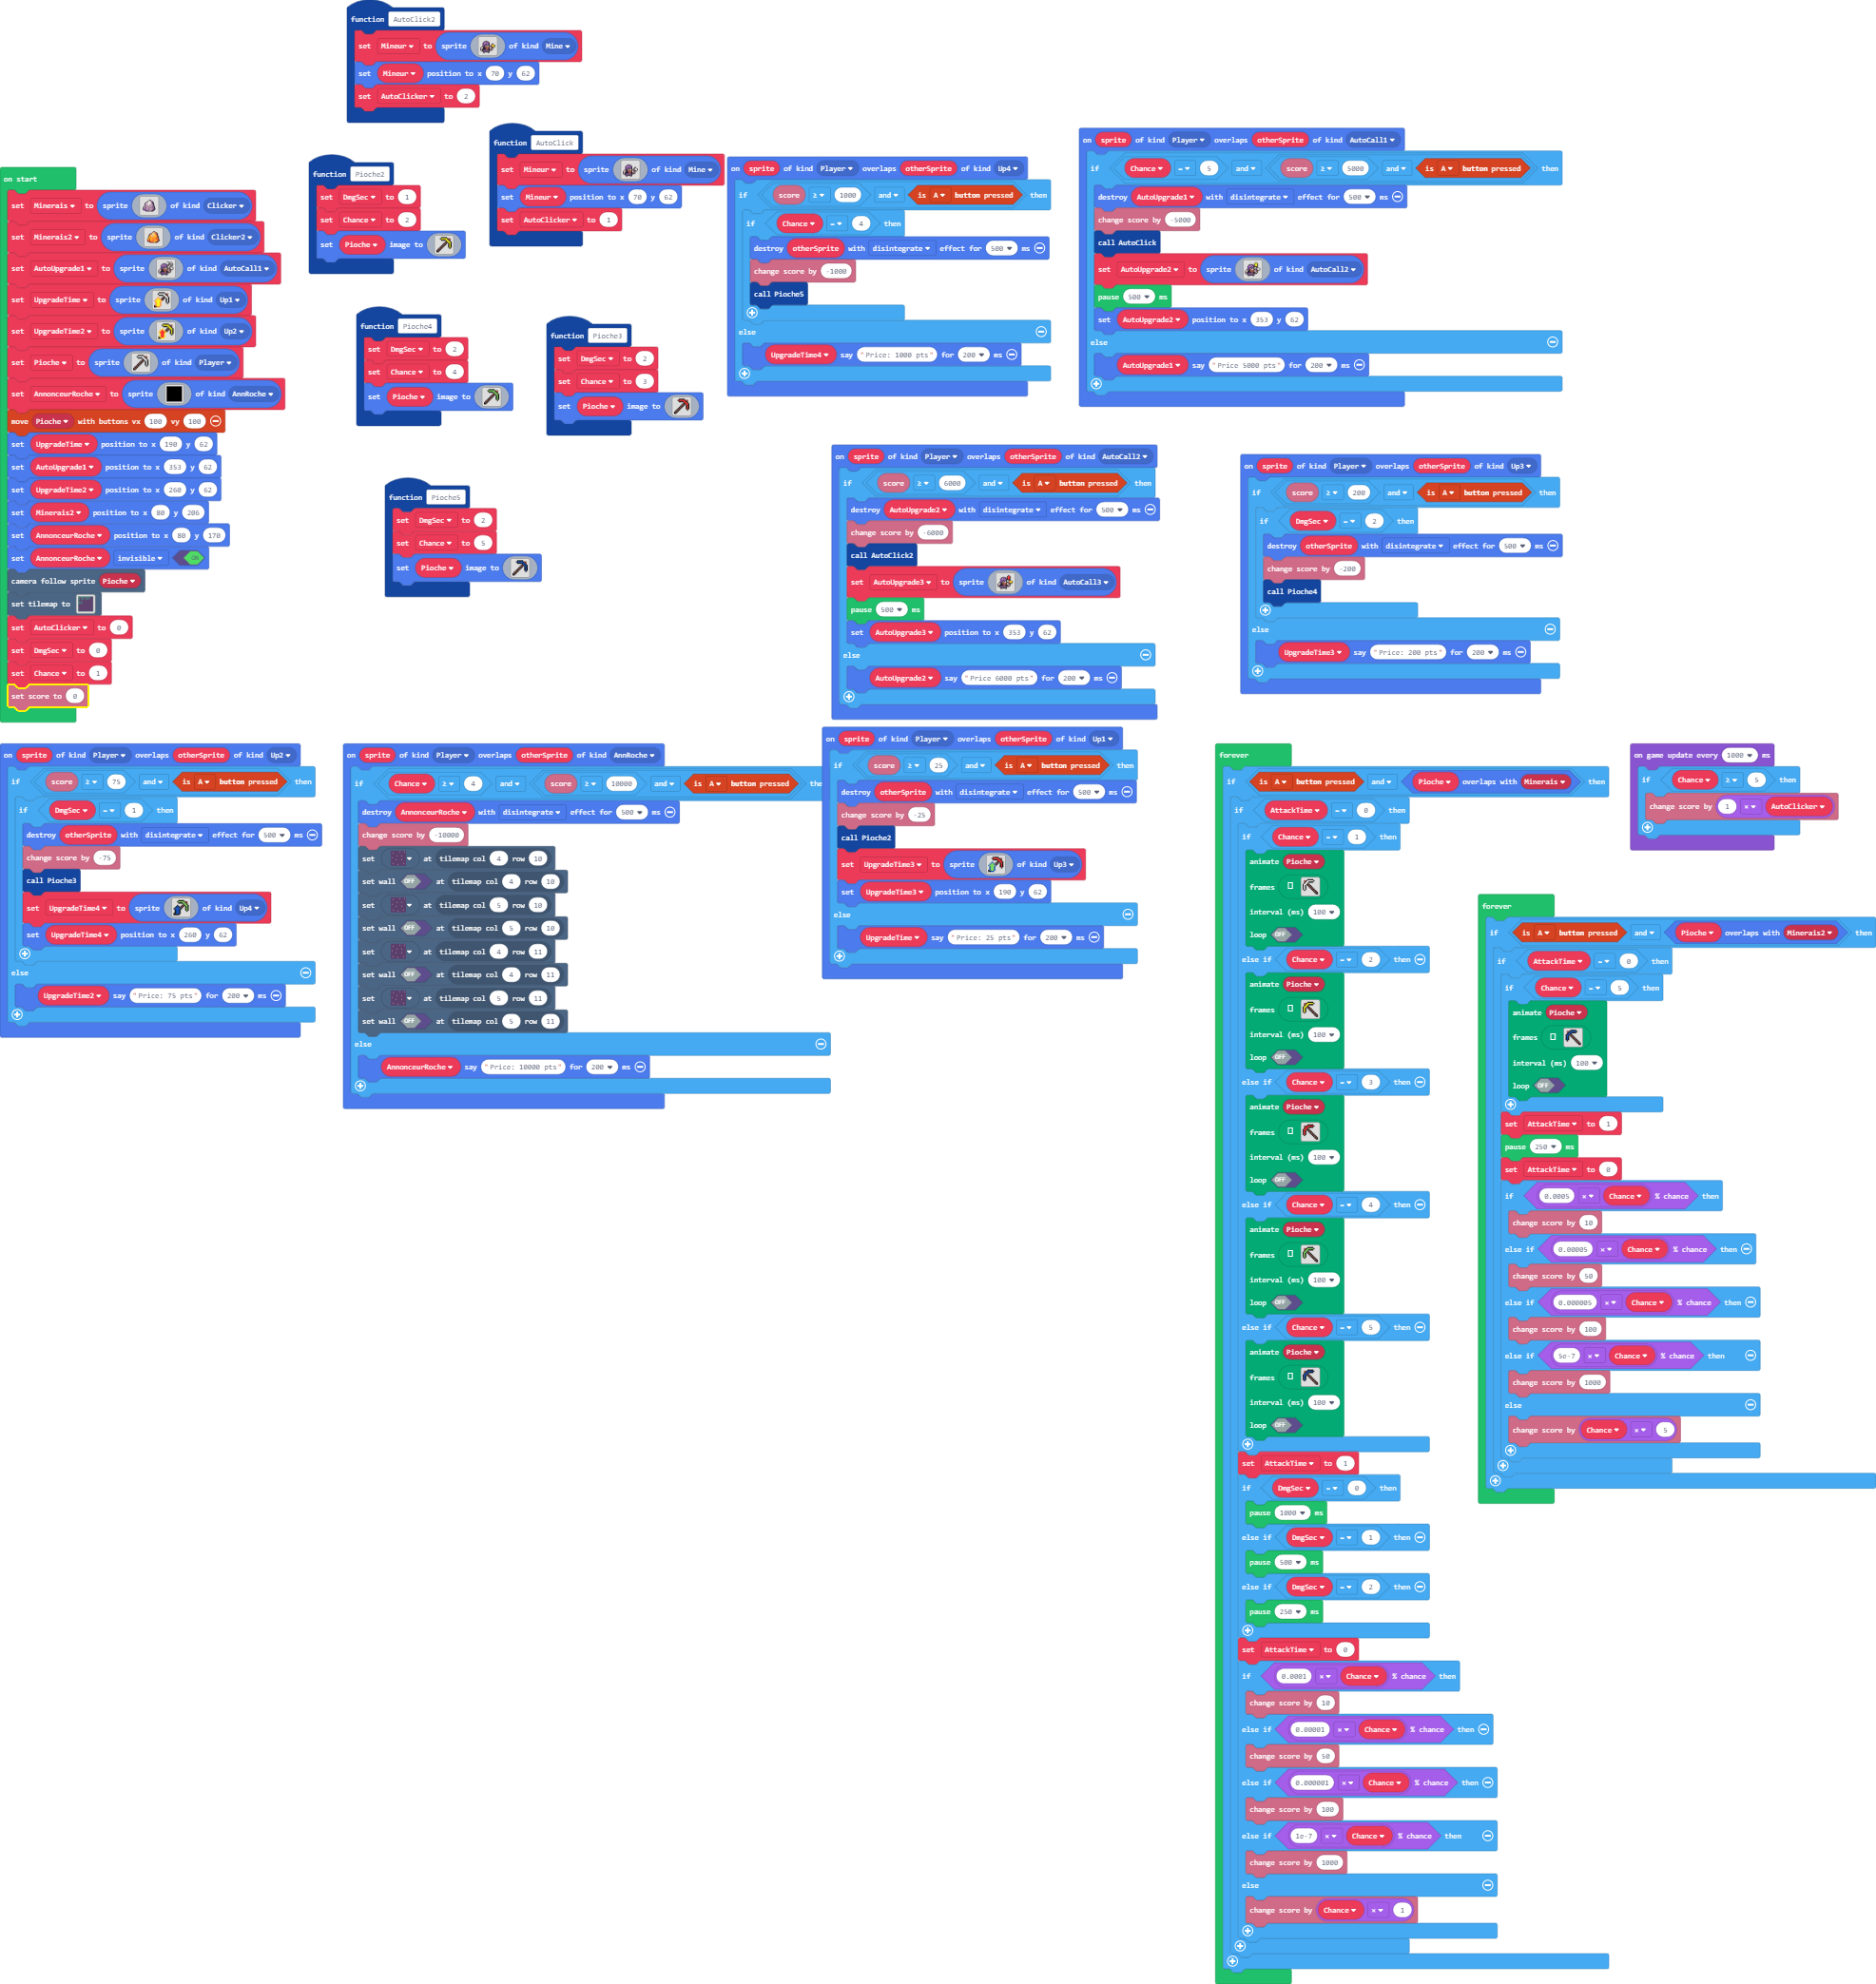 function AutoClick2
set Mineur to sprite of kind Mine
set Mineur position to x 70 y 62
set AutoClicker to 2
on start
set Minerais to sprite of kind Clicker
set Minerais2 to sprite of kind Clicker2
set AutoUpgrade1 to sprite of kind AutoCall1
set UpgradeTime to sprite of kind Up1
set UpgradeTime2 to sprite of kind Up2
set Pioche to sprite of kind Player
set AnnonceurRoche to sprite of kind AnnRoche
move Pioche with buttons vx 100 vy 100
set UpgradeTime position to x 190 y 62
set AutoUpgrade1 position to x 353 y 62
set UpgradeTime2 position to x 260 y 62
set Minerais2 position to x 80 y 206
set AnnonceurRoche position to x 80 y 170
set AnnonceurRoche invisible ON
camera follow sprite Pioche
set tilemap to
set AutoClicker to 0
set DmgSec to 0
set Chance to 1
set score to 0
function Pioche2
set DmgSec to 1
set Chance to 2
set Pioche image to
function AutoClick
set Mineur to sprite of kind Mine
set Mineur position to x 70 y 62
set AutoClicker to 1
function Pioche4
set DmgSec to 2
set Chance to 4
set Pioche image to
function Pioche3
set DmgSec to 2
set Chance to 3
set Pioche image to
function Pioche5
set DmgSec to 2
set Chance to 5
set Pioche image to
on sprite of kind Player overlaps otherSprite of kind Up4
if score ≥ 1000 and is A button pressed then
if Chance = 4 then
destroy otherSprite with disintegrate effect for 500 ms
change score by -1000
call Pioche5
else
UpgradeTime4 say "Price: 1000 pts" for 200 ms
on sprite of kind Player overlaps otherSprite of kind AutoCall1
if Chance = 5 and score ≥ 5000 and is A button pressed then
destroy AutoUpgrade1 with disintegrate effect for 500 ms
change score by -5000
call AutoClick
set AutoUpgrade2 to sprite of kind AutoCall2
pause 500 ms
set AutoUpgrade2 position to x 353 y 62
else
AutoUpgrade1 say "Price 5000 pts" for 200 ms
on sprite of kind Player overlaps otherSprite of kind AutoCall2
if score ≥ 6000 and is A button pressed then
destroy AutoUpgrade2 with disintegrate effect for 500 ms
change score by -6000
call AutoClick2
set AutoUpgrade3 to sprite of kind AutoCall3
pause 500 ms
set AutoUpgrade3 position to x 353 y 62
else
AutoUpgrade2 say "Price 6000 pts" for 200 ms
on sprite of kind Player overlaps otherSprite of kind Up3
if score ≥ 200 and is A button pressed then
if DmgSec = 2 then
destroy otherSprite with disintegrate effect for 500 ms
change score by -200
call Pioche4
else
UpgradeTime3 say "Price: 200 pts" for 200 ms
on sprite of kind Player overlaps otherSprite of kind Up2
if score ≥ 75 and is A button pressed then
if DmgSec = 1 then
destroy otherSprite with disintegrate effect for 500 ms
change score by -75
call Pioche3
set UpgradeTime4 to sprite of kind Up4
set UpgradeTime4 position to x 260 y 62
else
UpgradeTime2 say "Price: 75 pts" for 200 ms
on sprite of kind Player overlaps otherSprite of kind AnnRoche
if Chance ≥ 4 and score ≥ 10000 and is A button pressed then
destroy AnnonceurRoche with disintegrate effect for 500 ms
change score by -10000
set at tilemap col 4 row 10
set wall OFF at tilemap col 4 row 10
set at tilemap col 5 row 10
set wall OFF at tilemap col 5 row 10
set at tilemap col 4 row 11
set wall OFF at tilemap col 4 row 11
set at tilemap col 5 row 11
set wall OFF at tilemap col 5 row 11
else
AnnonceurRoche say "Price: 10000 pts" for 200 ms
on sprite of kind Player overlaps otherSprite of kind Up1
if score ≥ 25 and is A button pressed then
destroy otherSprite with disintegrate effect for 500 ms
change score by -25
call Pioche2
set UpgradeTime3 to sprite of kind Up3
set UpgradeTime3 position to x 190 y 62
else
UpgradeTime say "Price: 25 pts" for 200 ms
forever
if is A button pressed and Pioche overlaps with Minerais then
if AttackTime = 0 then
if Chance = 1 then
animate Pioche
frames
interval (ms) 100
loop OFF
else if Chance = 2 then
animate Pioche
frames
interval (ms) 100
loop OFF
else if Chance = 3 then
animate Pioche
frames
interval (ms) 100
loop OFF
else if Chance = 4 then
animate Pioche
frames
interval (ms) 100
loop OFF
else if Chance = 5 then
animate Pioche
frames
interval (ms) 100
loop OFF
set AttackTime to 1
if DmgSec = 0 then
pause 1000 ms
else if DmgSec = 1 then
pause 500 ms
else if DmgSec = 2 then
pause 250 ms
set AttackTime to 0
if 0.0001 × Chance % chance then
change score by 10
else if 0.00001 × Chance % chance then
change score by 50
else if 0.000001 × Chance % chance then
change score by 100
else if 1e-7 × Chance % chance then
change score by 1000
else
change score by Chance × 1
on game update every 1000 ms
if Chance ≥ 5 then
change score by 1 × AutoClicker
forever
if is A button pressed and Pioche overlaps with Minerais2 then
if AttackTime = 0 then
if Chance = 5 then
animate Pioche
frames
interval (ms) 100
loop OFF
set AttackTime to 1
pause 250 ms
set AttackTime to 0
if 0.0005 × Chance % chance then
change score by 10
else if 0.00005 × Chance % chance then
change score by 50
else if 0.000005 × Chance % chance then
change score by 100
else if 5e-7 × Chance % chance then
change score by 1000
else
change score by Chance × 5